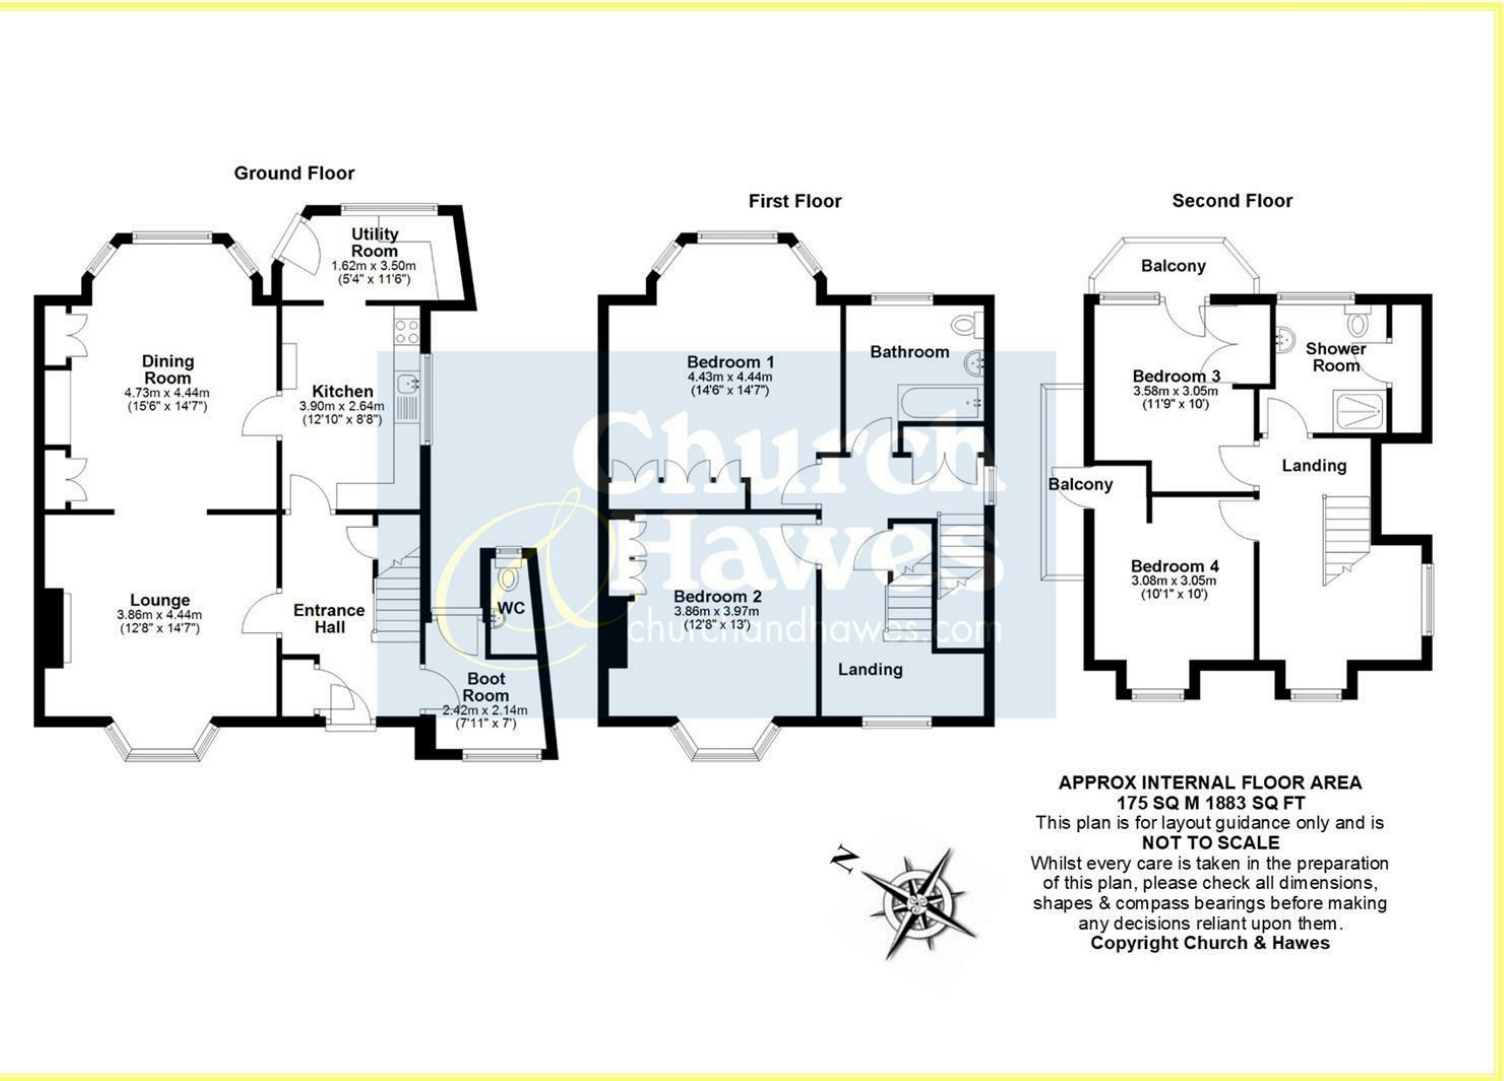 Ground Floor
Utility
Room
1.62m x 3.50m
(5'4" x 11'6")
Dining
Room
4.73m x 4.44m
(15'6" x 14'7")
Kitchen
3.90m x 2.64m
(12'10" x 8'8")
Lounge
3.86m x 4.44m
(12'8" x 14'7")
Entrance
Hall
WC
Boot
Room
2.42m x 2.14m
(7'11" x 7')
First Floor
Bedroom 1
4.43m x 4.44m
(14'6" x 14'7")
Bathroom
Bedroom 2
3.86m x 3.97m
(12'8" x 13')
Landing
Church
& Hawes
churchandhawes.com
Second Floor
Balcony
Shower
Room
Bedroom 3
3.58m x 3.05m
(11'9" x 10')
Landing
Balcony
Bedroom 4
3.08m x 3.05m
(10'1" x 10')
N
APPROX INTERNAL FLOOR AREA
175 SQ M 1883 SQ FT
This plan is for layout guidance only and is
NOT TO SCALE
Whilst every care is taken in the preparation
of this plan, please check all dimensions,
shapes & compass bearings before making
any decisions reliant upon them.
Copyright Church & Hawes